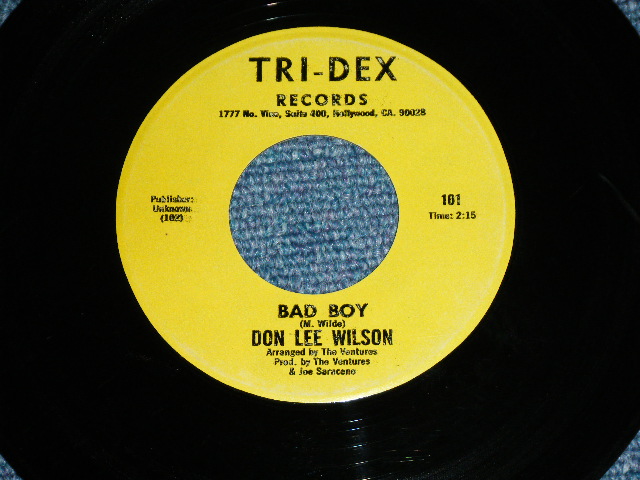 TRI-DEX
RECORDS
1777 No. Vine, Suite 400, Hollywood, CA. 90028
Publisher:
Unknown
(102)
101
Time: 2:15
BAD BOY
(M. Wilde)
DON LEE WILSON
Arranged by The Ventures
Prod. by The Ventures
& Joe Saraceno